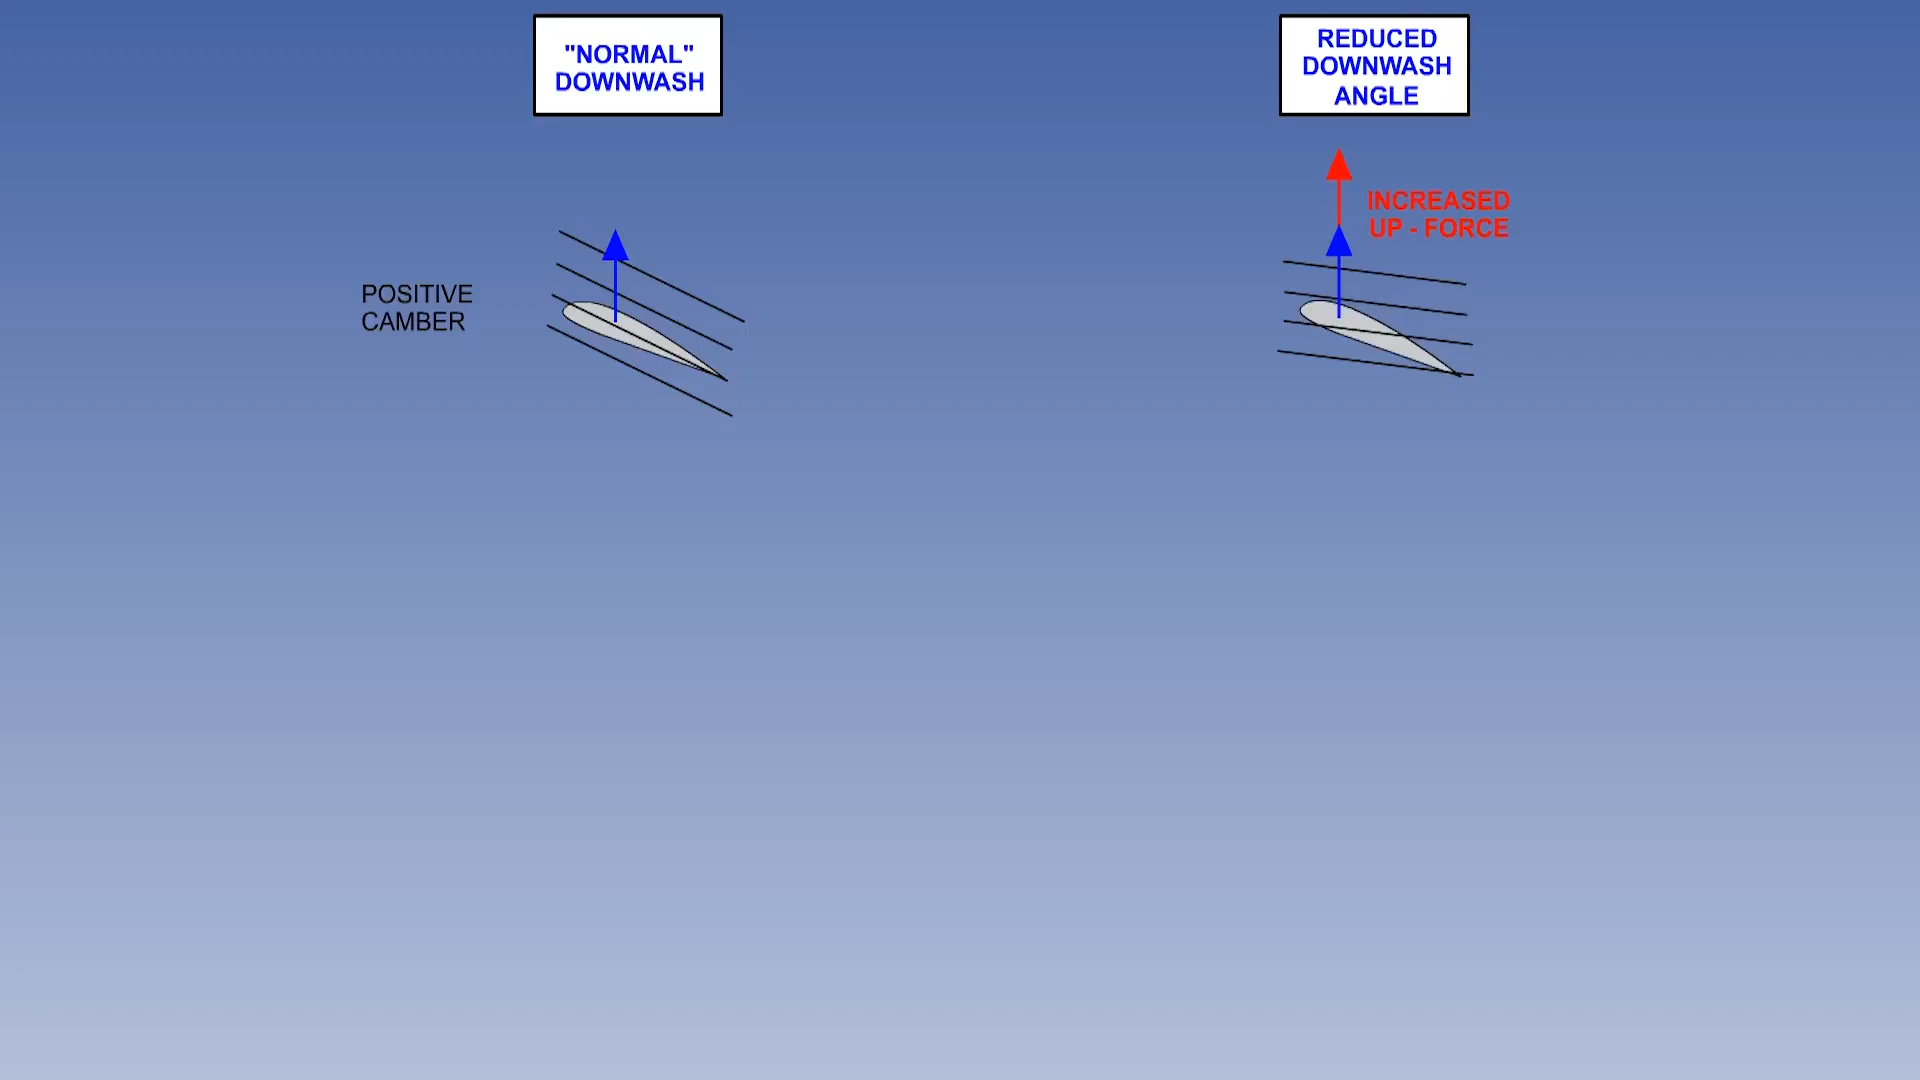 "NORMAL"
DOWNWASH
REDUCED
DOWNWASH
ANGLE
INCREASED
UP - FORCE
POSITIVE
CAMBER